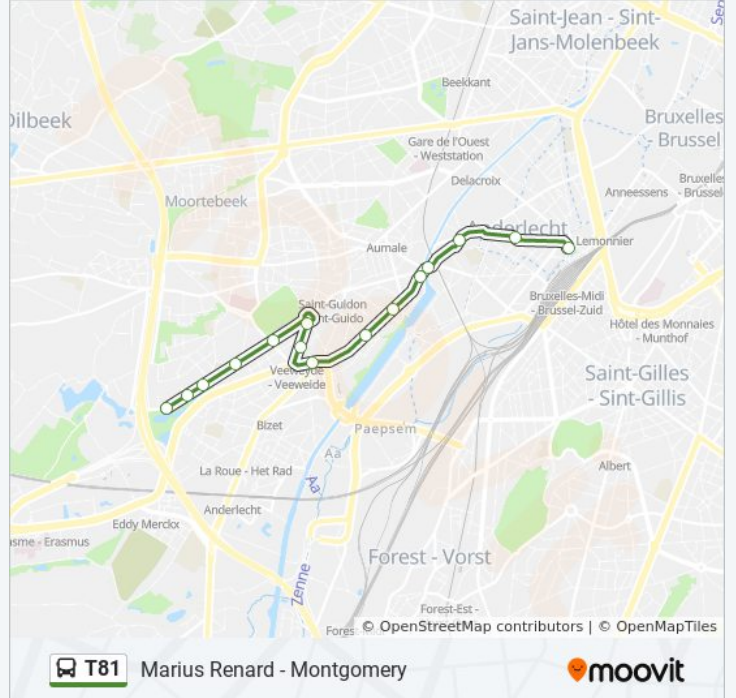 Saint-Jean - Sint-
Jans-Molenbeek
Sen
Beekkant
Dilbeek
Bruxelles
- Brussel
Gare de l'Ouest
- Weststation
Delacroix
Bruxelles
- Brussel
Anneessens
Moortebeek
Anderlecht
Lemonnier
Aumale
Saint-Guidon
Bruxelles-Midi
- Brussel-Zuid
Hôtel des Monnaies
- Munthof
Veeweyde
- Veeweide
Saint-Gilles
- Sint-Gillis
Bizet
Paepsem
Aa
Albert
La Roue - Het Rad
Aa
Anderlecht
Eddy Merckx
sme - Erasmus
Forest - Vorst
Zenne
Forest-Est -
© OpenStreetMap contributors | © OpenMapTiles
T81 Marius Renard - Montgomery
moovit